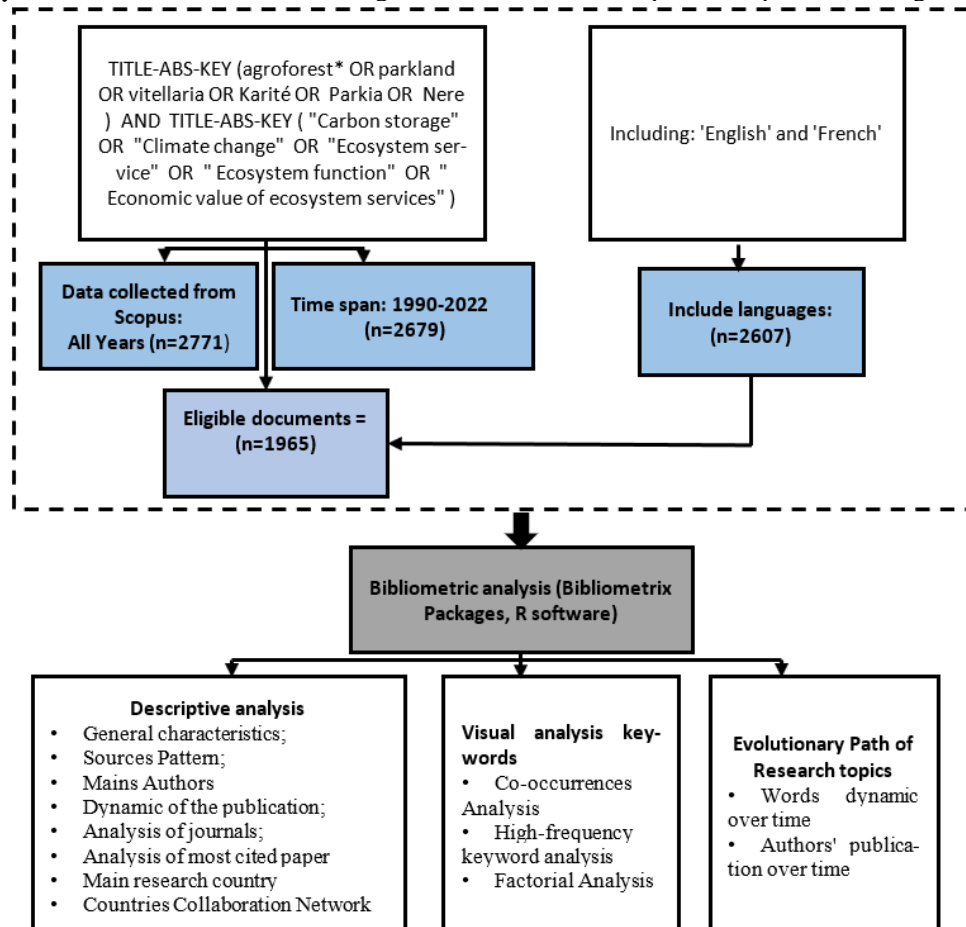 TITLE-ABS-KEY (agroforest* OR parkland
OR vitellaria OR Karité OR Parkia OR Nere
) AND TITLE-ABS-KEY ( "Carbon storage"
OR "Climate change" OR "Ecosystem ser-
vice" OR " Ecosystem function" OR "
Economic value of ecosystem services" )
Including: 'English' and 'French'
Data collected from
Scopus:
All Years (n=2771)
Time span: 1990-2022
(n=2679)
Include languages:
(n=2607)
Eligible documents =
(n=1965)
Bibliometric analysis (Bibliometrix
Packages, R software)
Descriptive analysis
• General characteristics;
• Sources Pattern;
• Mains Authors
• Dynamic of the publication;
• Analysis of journals;
• Analysis of most cited paper
• Main research country
• Countries Collaboration Network
Visual analysis key-
words
• Co-occurrences
Analysis
• High-frequency
keyword analysis
• Factorial Analysis
Evolutionary Path of
Research topics
• Words dynamic
over time
• Authors' publica-
tion over time